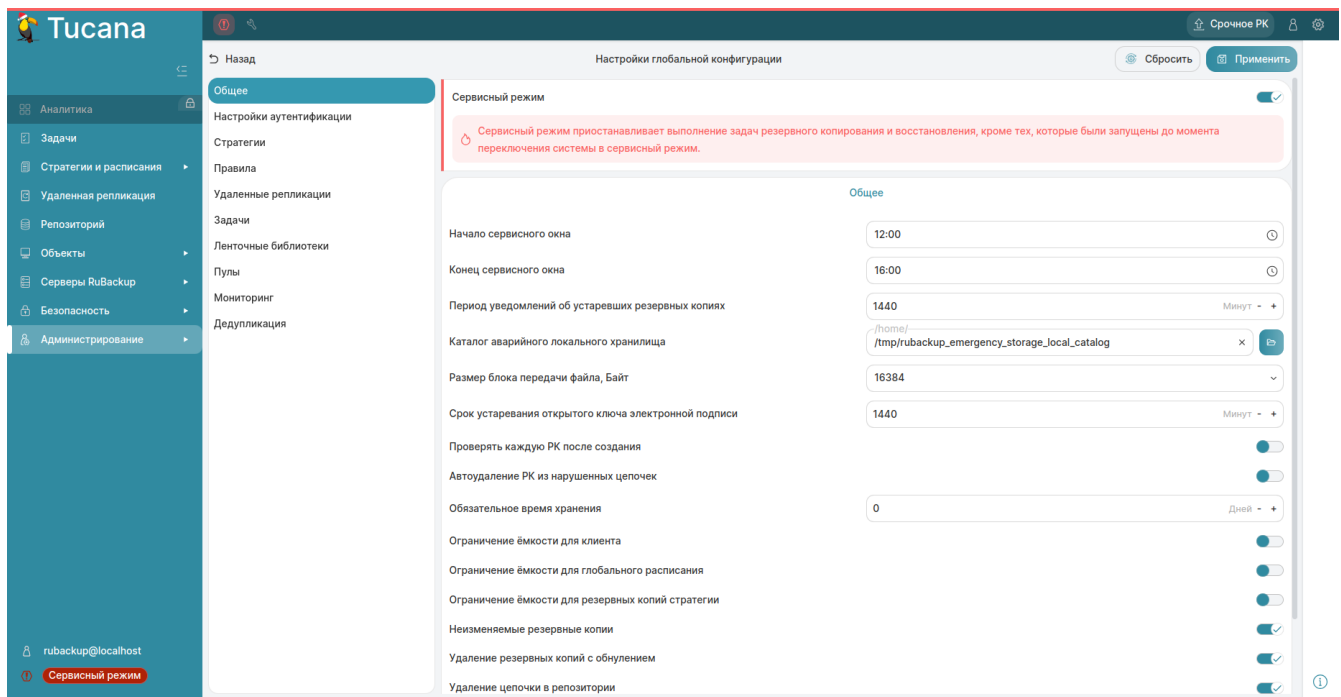 Tucana
Срочное РК
Назад
Настройки глобальной конфигурации
Сбросить
Применить
Аналитика
Задачи
Стратегии и расписания
Удаленная репликация
Репозиторий
Объекты
Серверы RuBackup
Безопасность
Администрирование
rubackup@localhost
Сервисный режим
Общее
Настройки аутентификации
Стратегии
Правила
Удаленные репликации
Задачи
Ленточные библиотеки
Пулы
Мониторинг
Дедупликация
Сервисный режим
Сервисный режим приостанавливает выполнение задач резервного копирования и восстановления, кроме тех, которые были запущены до момента
переключения системы в сервисный режим.
Общее
Начало сервисного окна 12:00
Конец сервисного окна 16:00
Период уведомлений об устаревших резервных копиях 1440 Минут - +
/home/
Каталог аварийного локального хранилища /tmp/rubackup_emergency_storage_local_catalog
Размер блока передачи файла, Байт 16384
Срок устаревания открытого ключа электронной подписи 1440 Минут - +
Проверять каждую РК после создания
Автоудаление РК из нарушенных цепочек
Обязательное время хранения 0 Дней - +
Ограничение ёмкости для клиента
Ограничение ёмкости для глобального расписания
Ограничение ёмкости для резервных копий стратегии
Неизменяемые резервные копии
Удаление резервных копий с обнулением
Удаление цепочки в репозитории